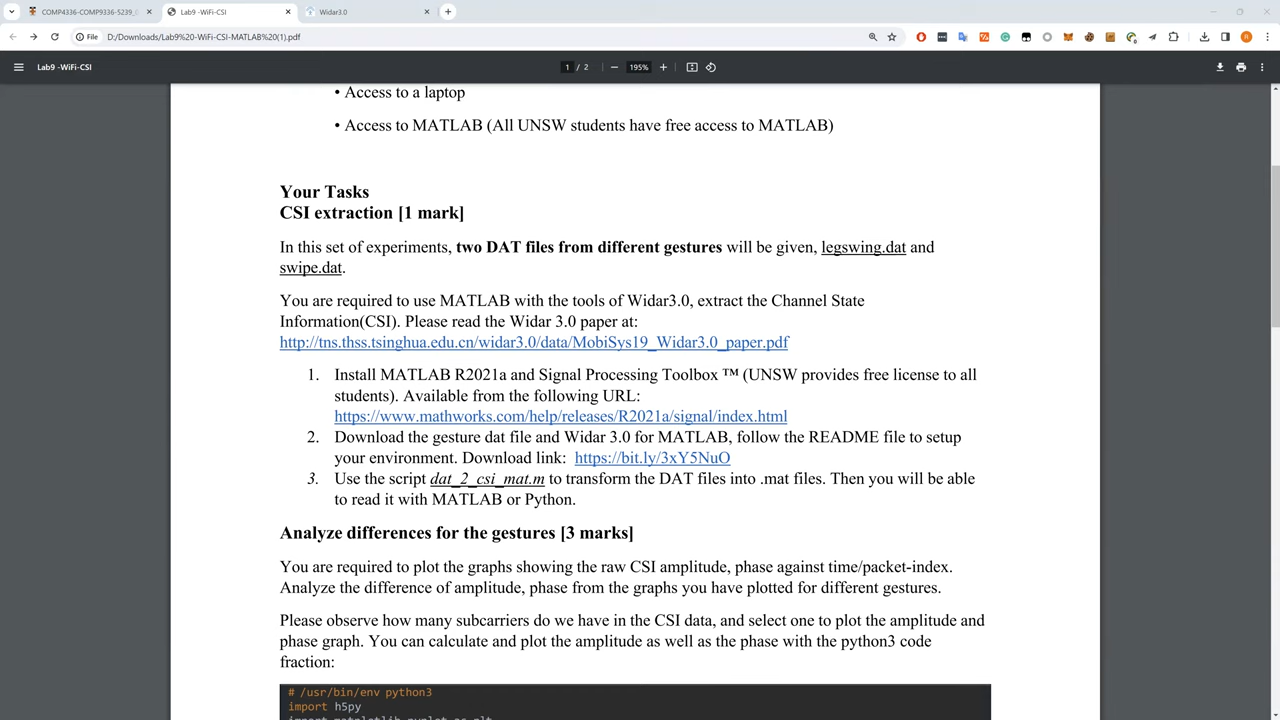 COMP4336-COMP9336-5239_
Lab9 -WiFi-CSI
Widar3.0
File
D:/Downloads/Lab9%20-WiFi-CSI-MATLAB%20(1).pdf
Lab9 -WiFi-CSI
1 / 2
195%
• Access to a laptop
• Access to MATLAB (All UNSW students have free access to MATLAB)
Your Tasks
CSI extraction [1 mark]
In this set of experiments, two DAT files from different gestures will be given, legswing.dat and
swipe.dat.
You are required to use MATLAB with the tools of Widar3.0, extract the Channel State
Information(CSI). Please read the Widar 3.0 paper at:
http://tns.thss.tsinghua.edu.cn/widar3.0/data/MobiSys19_Widar3.0_paper.pdf
1. Install MATLAB R2021a and Signal Processing Toolbox ™ (UNSW provides free license to all
students). Available from the following URL:
https://www.mathworks.com/help/releases/R2021a/signal/index.html
2. Download the gesture dat file and Widar 3.0 for MATLAB, follow the README file to setup
your environment. Download link: https://bit.ly/3xY5NuO
3. Use the script dat_2_csi_mat.m to transform the DAT files into .mat files. Then you will be able
to read it with MATLAB or Python.
Analyze differences for the gestures [3 marks]
You are required to plot the graphs showing the raw CSI amplitude, phase against time/packet-index.
Analyze the difference of amplitude, phase from the graphs you have plotted for different gestures.
Please observe how many subcarriers do we have in the CSI data, and select one to plot the amplitude and
phase graph. You can calculate and plot the amplitude as well as the phase with the python3 code
fraction:
# /usr/bin/env python3
import h5py
import matplotlib.pyplot as plt